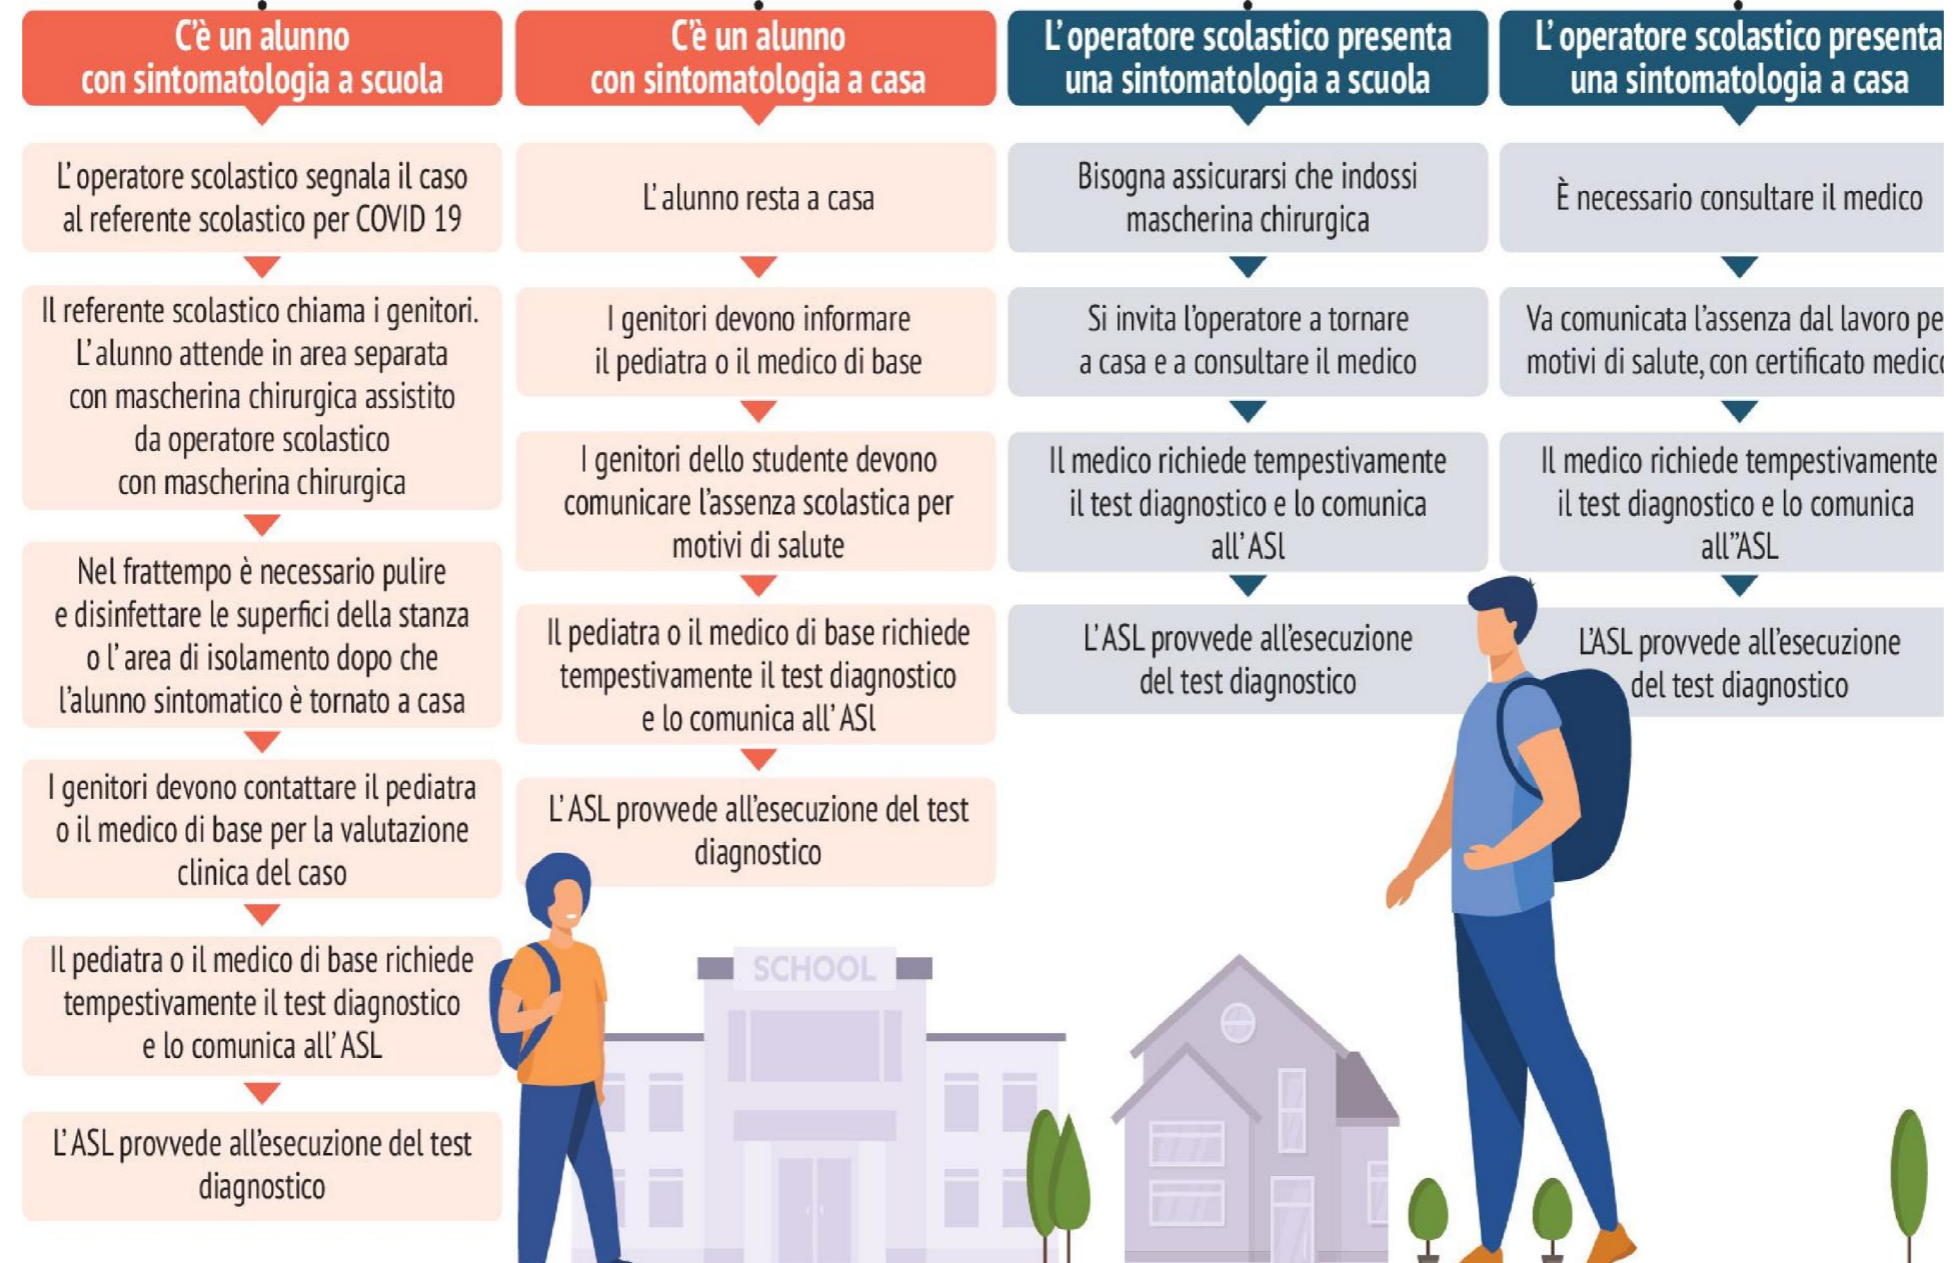 C'è un alunno
con sintomatologia a scuola
L' operatore scolastico segnala il caso
al referente scolastico per COVID 19
Il referente scolastico chiama i genitori.
L' alunno attende in area separata
con mascherina chirurgica assistito
da operatore scolastico
con mascherina chirurgica
Nel frattempo è necessario pulire
e disinfettare le superfici della stanza
o l' area di isolamento dopo che
l'alunno sintomatico è tornato a casa
I genitori devono contattare il pediatra
o il medico di base per la valutazione
clinica del caso
Il pediatra o il medico di base richiede
tempestivamente il test diagnostico
e lo comunica all' ASL
L' ASL provvede all'esecuzione del test
diagnostico
C'è un alunno
con sintomatologia a casa
L' alunno resta a casa
I genitori devono informare
il pediatra o il medico di base
I genitori dello studente devono
comunicare l'assenza scolastica per
motivi di salute
Il pediatra o il medico di base richiede
tempestivamente il test diagnostico
e lo comunica all' ASl
L' ASL provvede all'esecuzione del test
diagnostico
L' operatore scolastico presenta
una sintomatologia a scuola
Bisogna assicurarsi che indossi
mascherina chirurgica
Si invita l'operatore a tornare
a casa e a consultare il medico
Il medico richiede tempestivamente
il test diagnostico e lo comunica
all' ASl
L' ASL provvede all'esecuzione
del test diagnostico
L' operatore scolastico presenta
una sintomatologia a casa
È necessario consultare il medico
Va comunicata l'assenza dal lavoro pe
motivi di salute, con certificato medico
Il medico richiede tempestivamente
il test diagnostico e lo comunica
all''ASL
L'ASL provvede all'esecuzione
del test diagnostico
SCHOOL